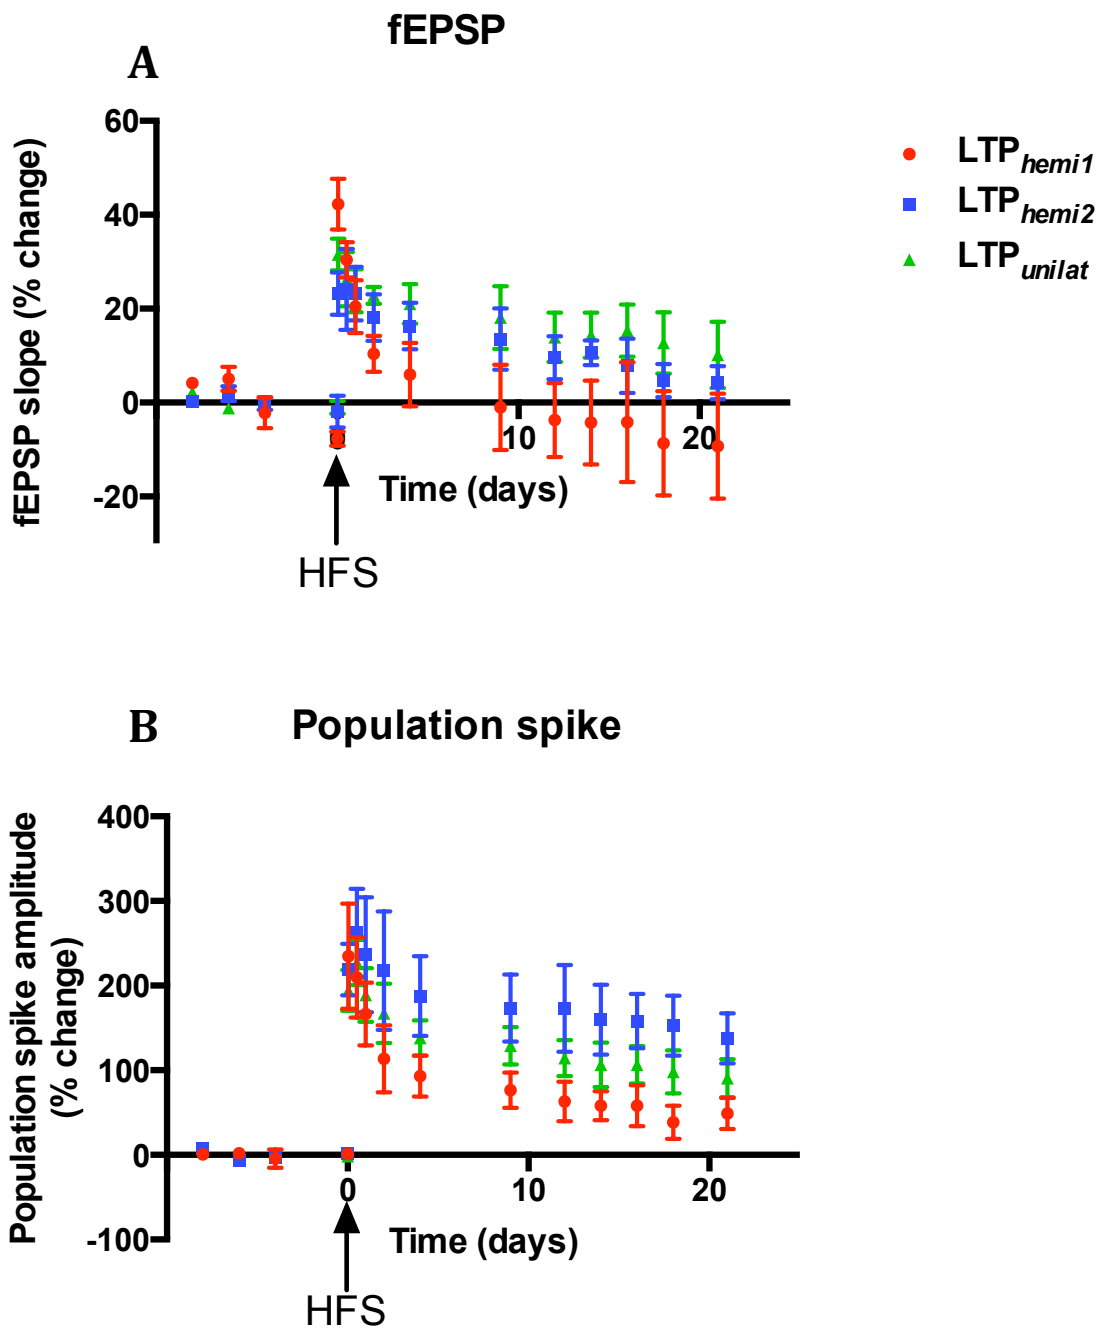 fEPSP
A
fEPSP slope (% change)
60
40
20
0
-20
0
10
20
Time (days)
HFS
LTPhemi1
LTPhemi2
LTPunilat
B
Population spike
Population spike amplitude
(% change)
400
300
200
100
0
-100
0
10
20
Time (days)
HFS